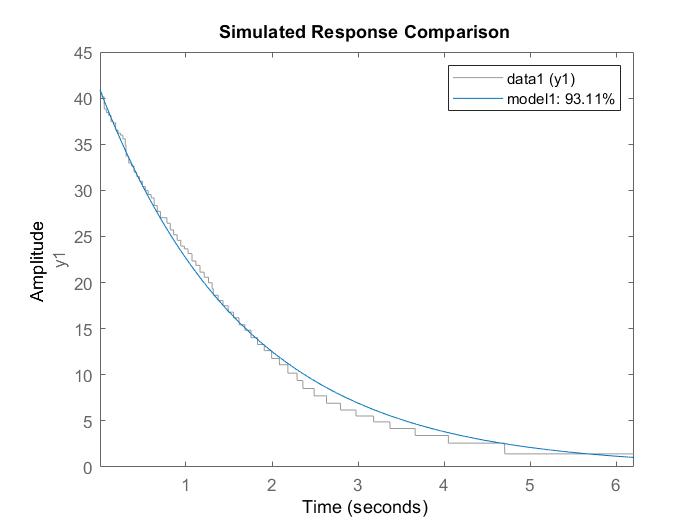 Simulated Response Comparison
data1 (y1)
model1: 93.11%
Amplitude
y1
45
40
35
30
25
20
15
10
5
0
1 2 3 4 5 6
Time (seconds)